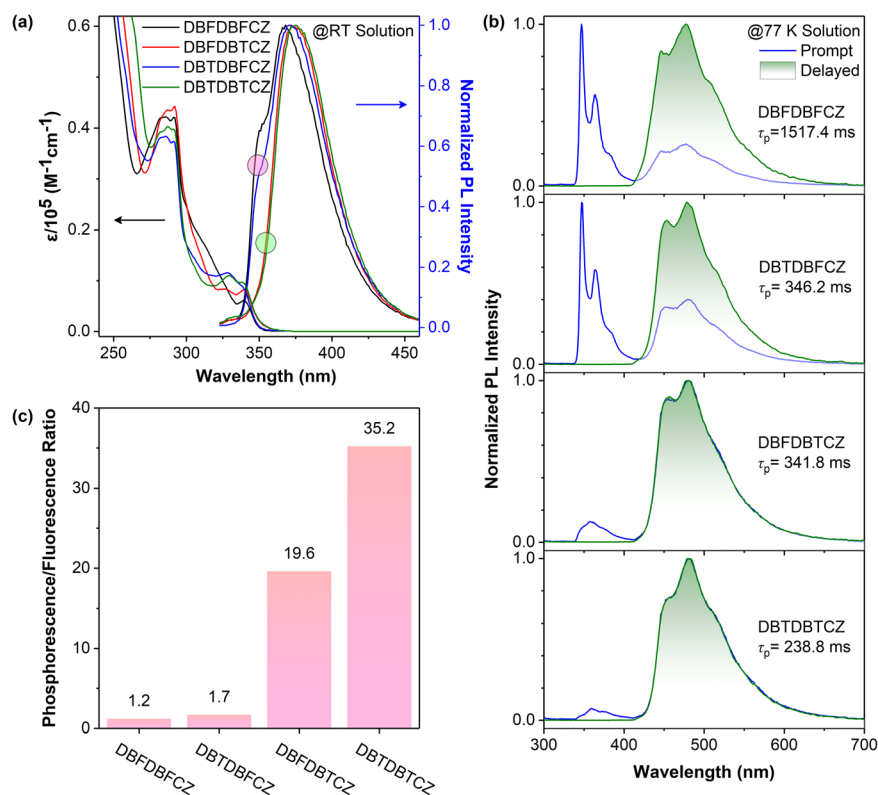 (a)
DBFDBFCZ
DBFDBTCZ
DBTDBFCZ
DBTDBTCZ
@RT Solution
ε/10⁵ (M⁻¹cm⁻¹)
0.6
0.4
0.2
0.0
Normalized PL Intensity
1.0
0.8
0.6
0.4
0.2
0.0
250 300 350 400 450
Wavelength (nm)
(b)
@77 K Solution
Prompt
Delayed
DBFDBFCZ
τp=1517.4 ms
DBTDBFCZ
τp= 346.2 ms
DBFDBTCZ
τp= 341.8 ms
DBTDBTCZ
τp= 238.8 ms
Normalized PL Intensity
1.0
0.0
1.0
0.0
1.0
0.0
1.0
0.0
300 400 500 600 700
Wavelength (nm)
(c)
Phosphorescence/Fluorescence Ratio
40
30
20
10
0
1.2
1.7
19.6
35.2
DBFDBFCZ
DBTDBFCZ
DBFDBTCZ
DBTDBTCZ